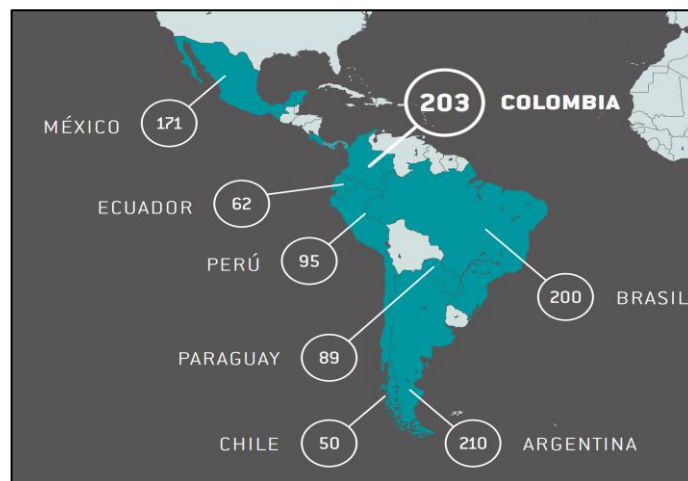 203 COLOMBIA
MÉXICO 171
ECUADOR 62
PERÚ 95
200 BRASIL
PARAGUAY 89
CHILE 50
210 ARGENTINA